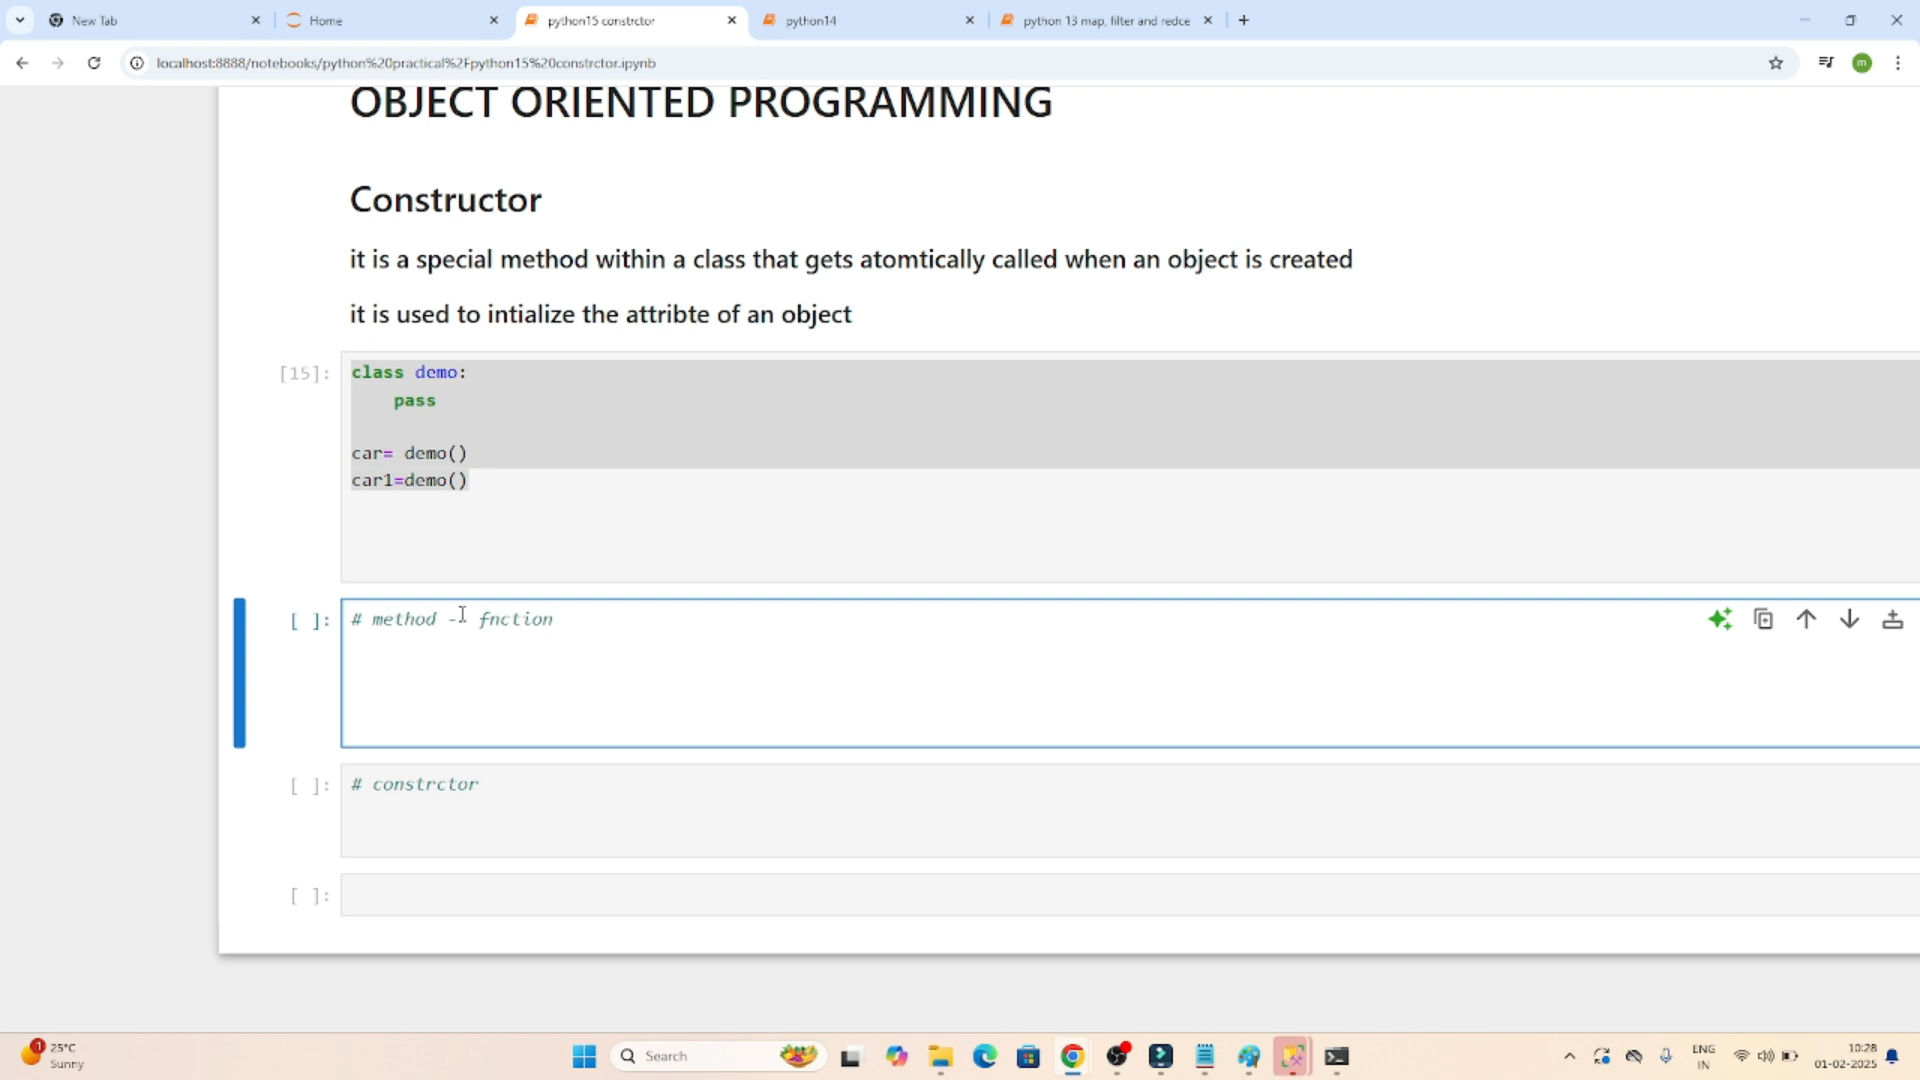 New Tab
Home
python15 constrctor
python14
python 13 map, filter and redce
localhost:8888/notebooks/python%20practical%2Fpython15%20constrctor.ipynb
m
OBJECT ORIENTED PROGRAMMING
Constructor
it is a special method within a class that gets atomtically called when an object is created
it is used to intialize the attribte of an object
[15]:
class demo:
pass
car= demo()
car1=demo()
[ ]:
# method - fnction
[ ]:
# constrctor
[ ]:
1
25°C
Sunny
Search
ENG
IN
10:28
01-02-2025